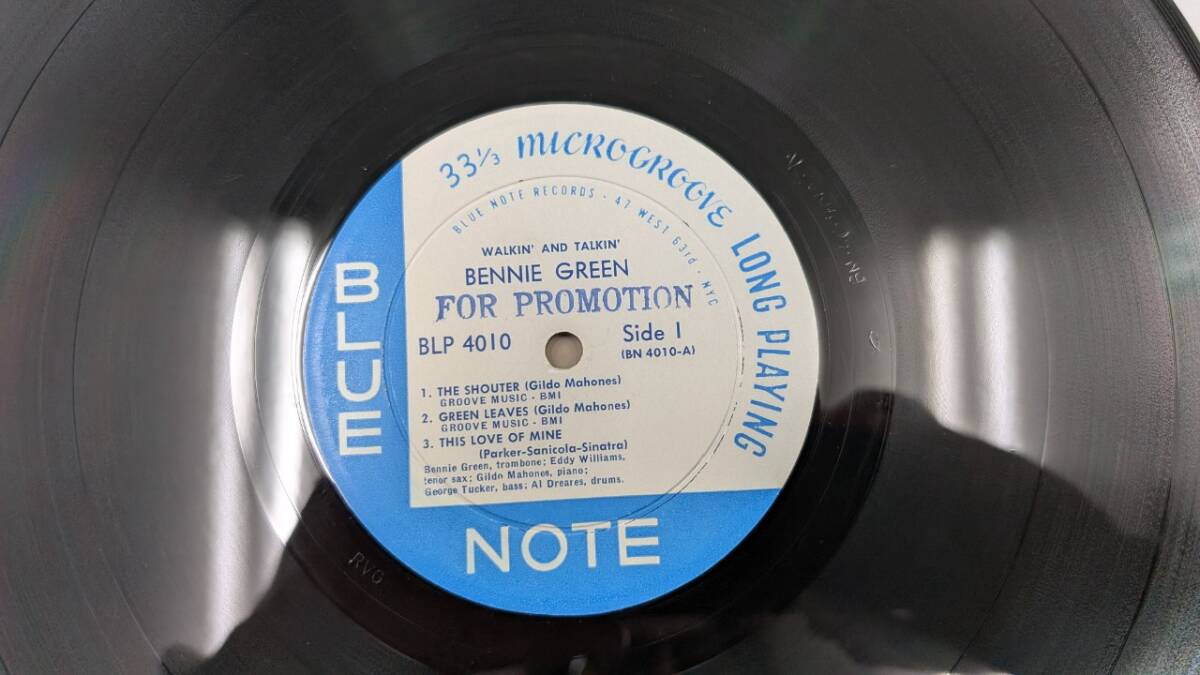 33⅓ MICROGROOVE LONG PLAYING
BLUE NOTE RECORDS · 47 WEST 63rd · NYC
WALKIN' AND TALKIN'
BENNIE GREEN
FOR PROMOTION
BLP 4010 Side 1
(BN 4010-A)
1. THE SHOUTER (Gildo Mahones)
GROOVE MUSIC - BMI
2. GREEN LEAVES (Gildo Mahones)
GROOVE MUSIC - BMI
3. THIS LOVE OF MINE
(Parker-Sanicola-Sinatra)
Bennie Green, trombone; Eddy Williams,
tenor sax; Gildo Mahones, piano;
George Tucker, bass; Al Dreares, drums.
BLUE
NOTE
RVG